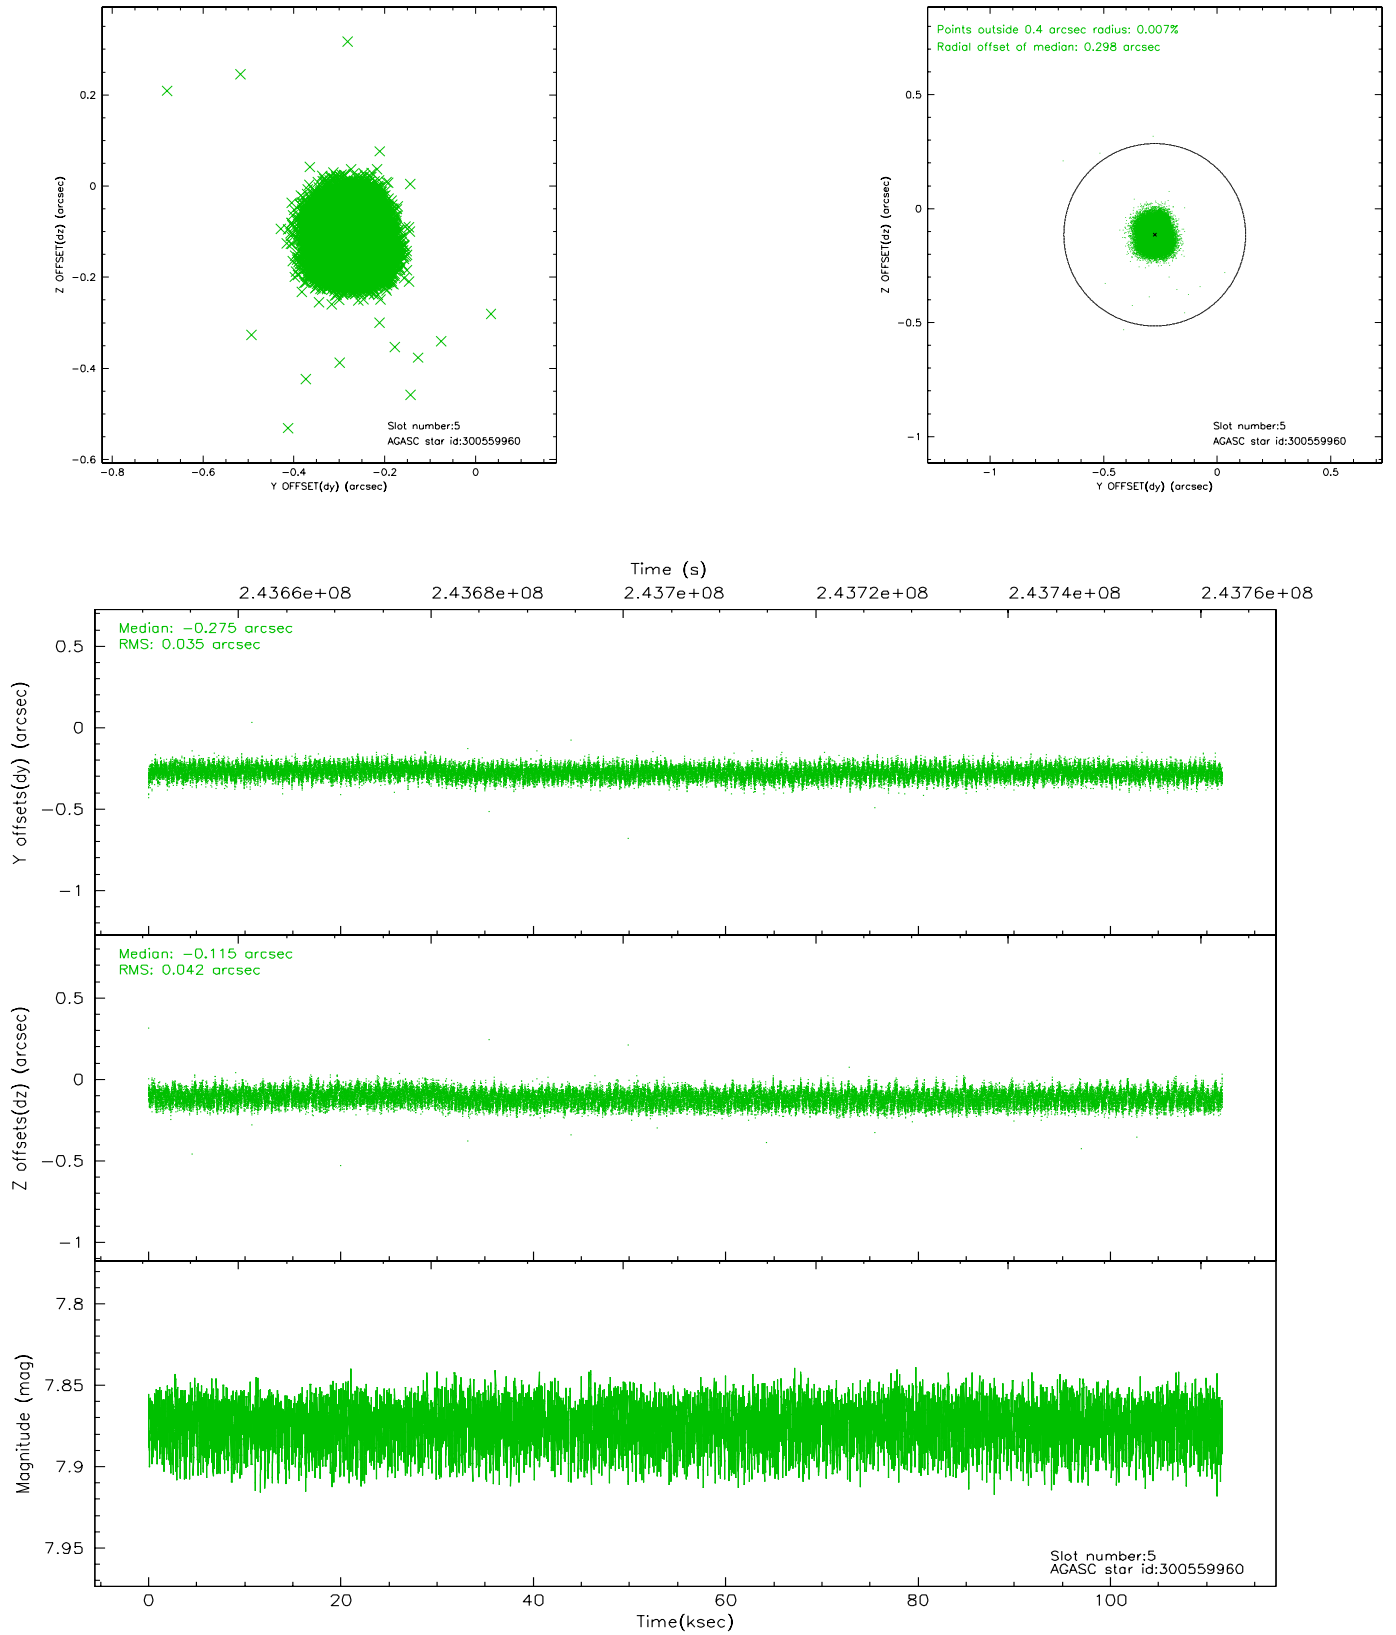 0.2
0
−0.2
−0.4
−0.6
Z OFFSET(dz) (arcsec)
Slot number:5
AGASC star id:300559960
−0.8 −0.6 −0.4 −0.2 0
Y OFFSET(dy) (arcsec)
Points outside 0.4 arcsec radius: 0.007%
Radial offset of median: 0.298 arcsec
0.5
0
−0.5
−1
Z OFFSET(dz) (arcsec)
Slot number:5
AGASC star id:300559960
−1 −0.5 0 0.5
Y OFFSET(dy) (arcsec)
Time (s)
2.4366e+08 2.4368e+08 2.437e+08 2.4372e+08 2.4374e+08 2.4376e+08
Median: −0.275 arcsec
RMS: 0.035 arcsec
0.5
0
−0.5
−1
Y offsets(dy) (arcsec)
Median: −0.115 arcsec
RMS: 0.042 arcsec
0.5
0
−0.5
−1
Z offsets(dz) (arcsec)
7.8
7.85
7.9
7.95
Magnitude (mag)
Slot number:5
AGASC star id:300559960
0 20 40 60 80 100
Time(ksec)